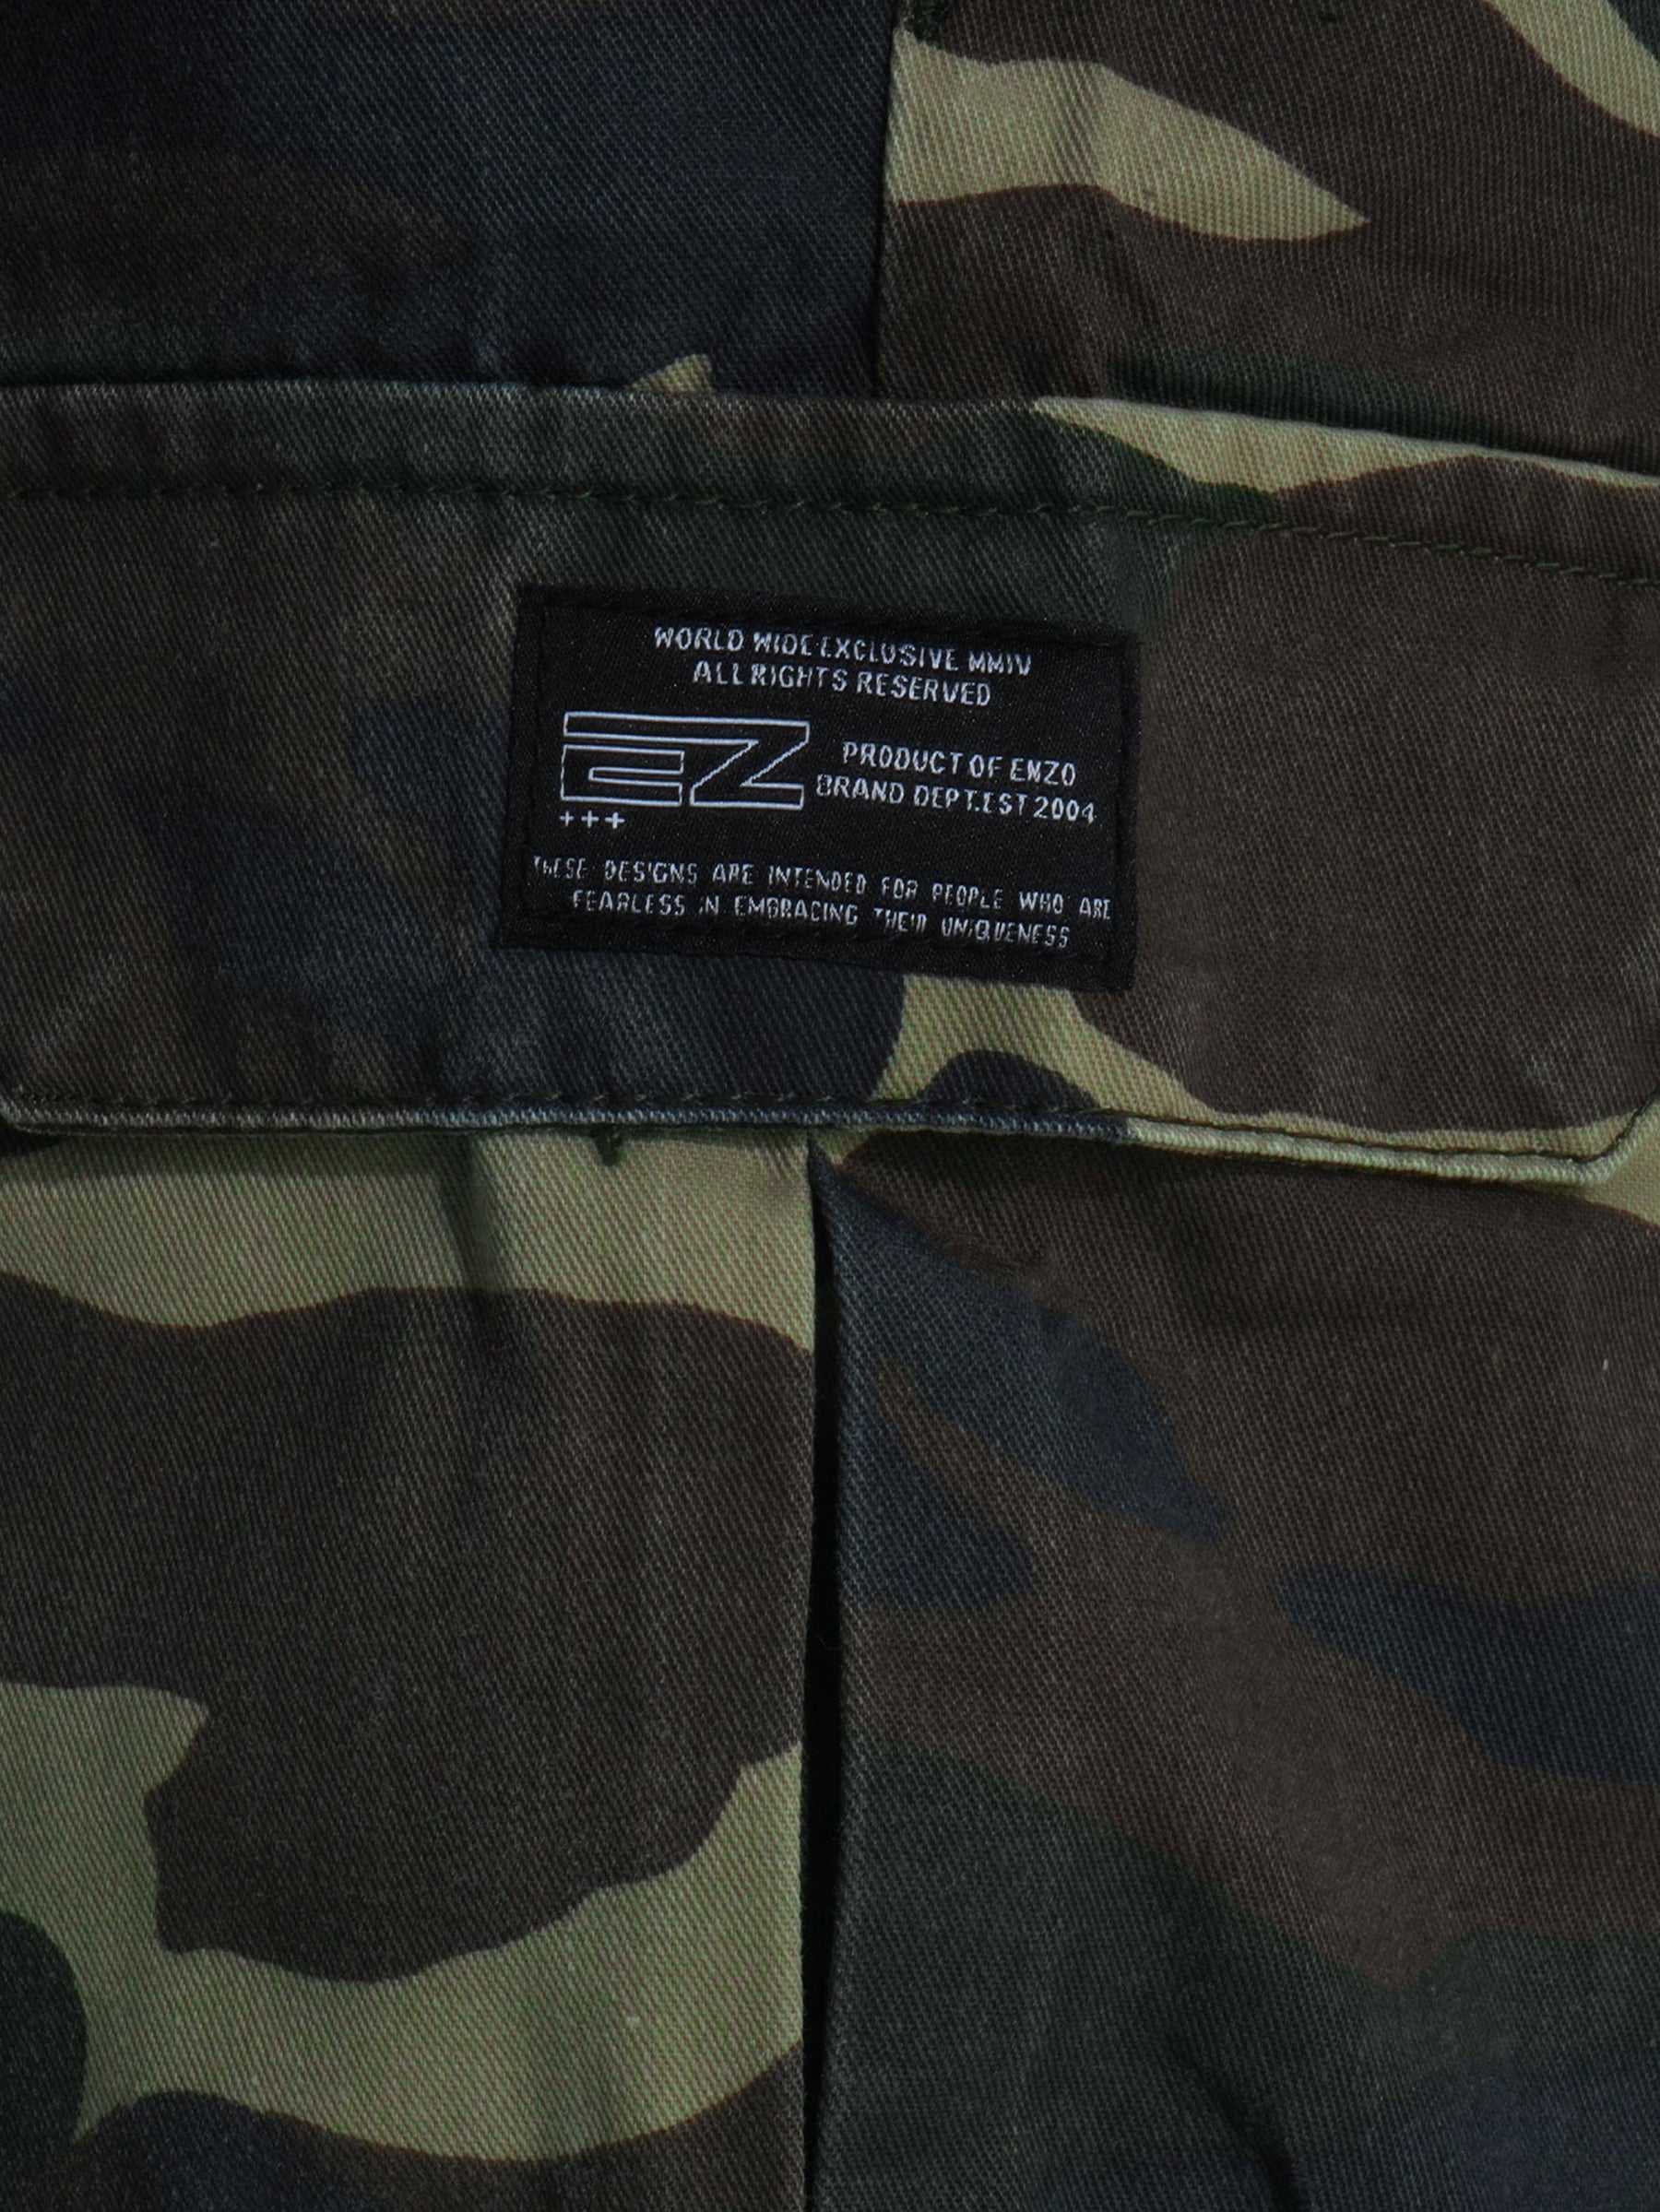 WORLD WIDE EXCLUSIVE MMIV
ALL RIGHTS RESERVED
EZ
PRODUCT OF ENZO
BRAND DEPT.EST 2004
+++
THESE DESIGNS ARE INTENDED FOR PEOPLE WHO ARE
FEARLESS IN EMBRACING THEIR UNIQUENESS